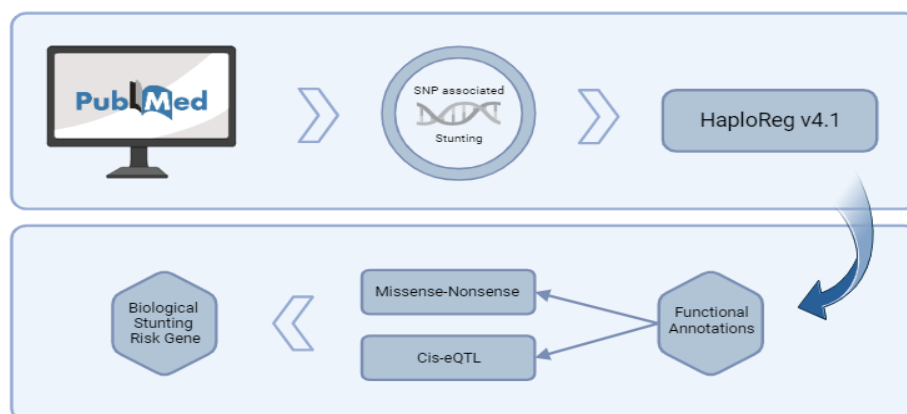 PubMed
SNP associated
Stunting
HaploReg v4.1
Biological
Stunting
Risk Gene
Missense-Nonsense
Cis-eQTL
Functional
Annotations